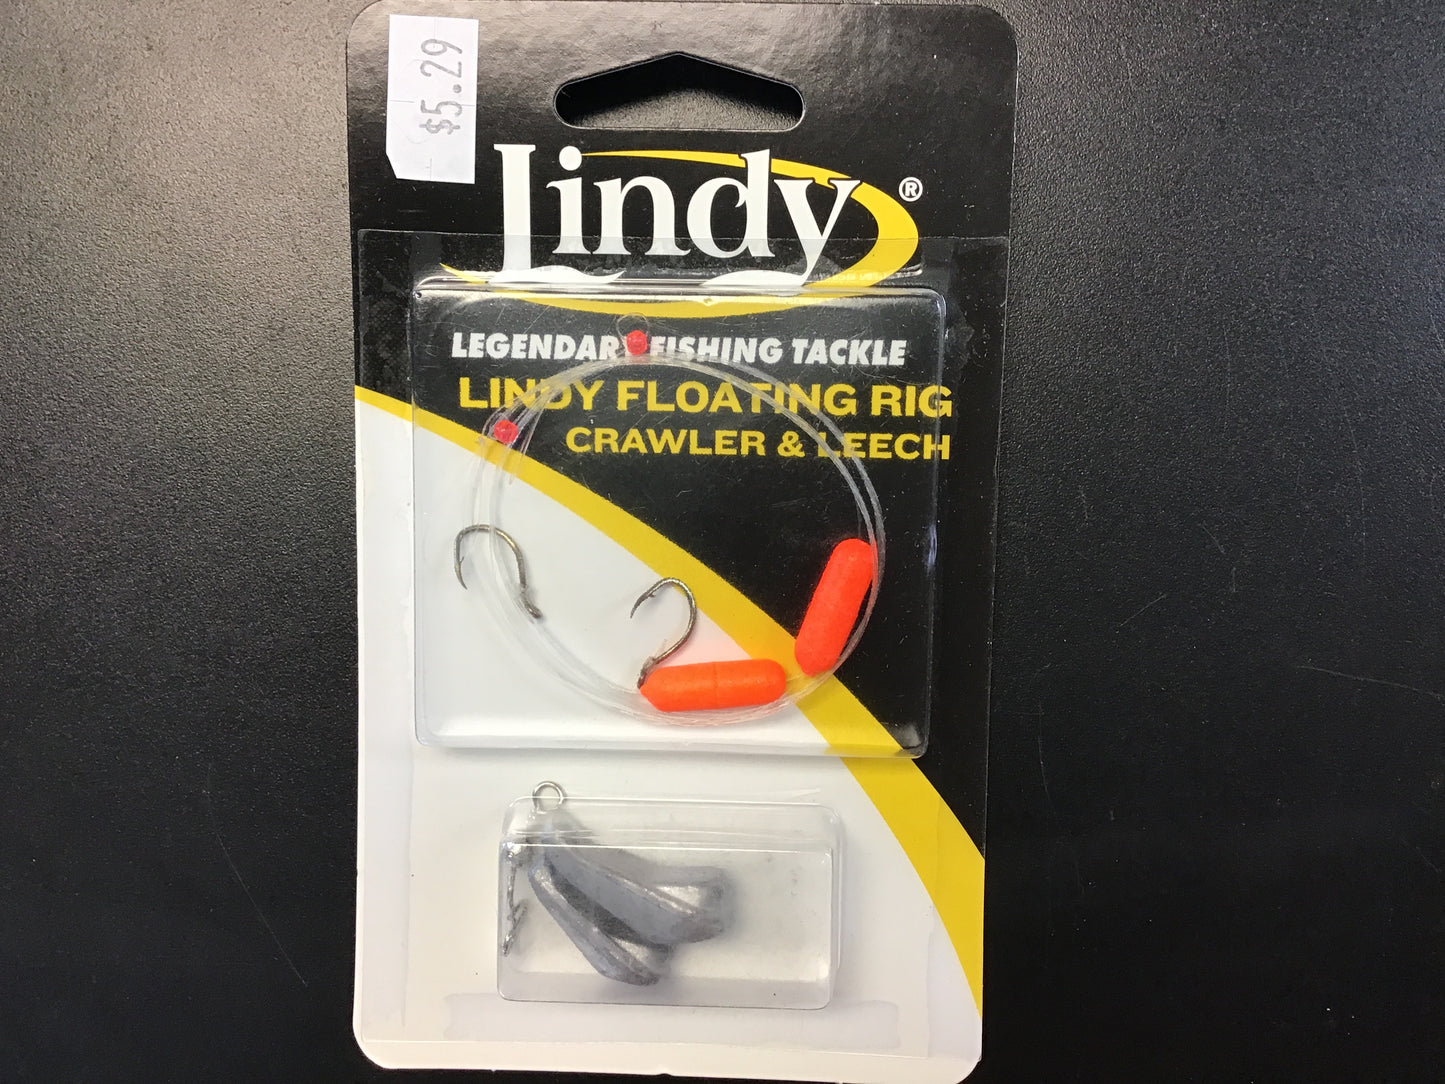 $5.29
Lindy®
LEGENDARY FISHING TACKLE
LINDY FLOATING RIG
CRAWLER & LEECH